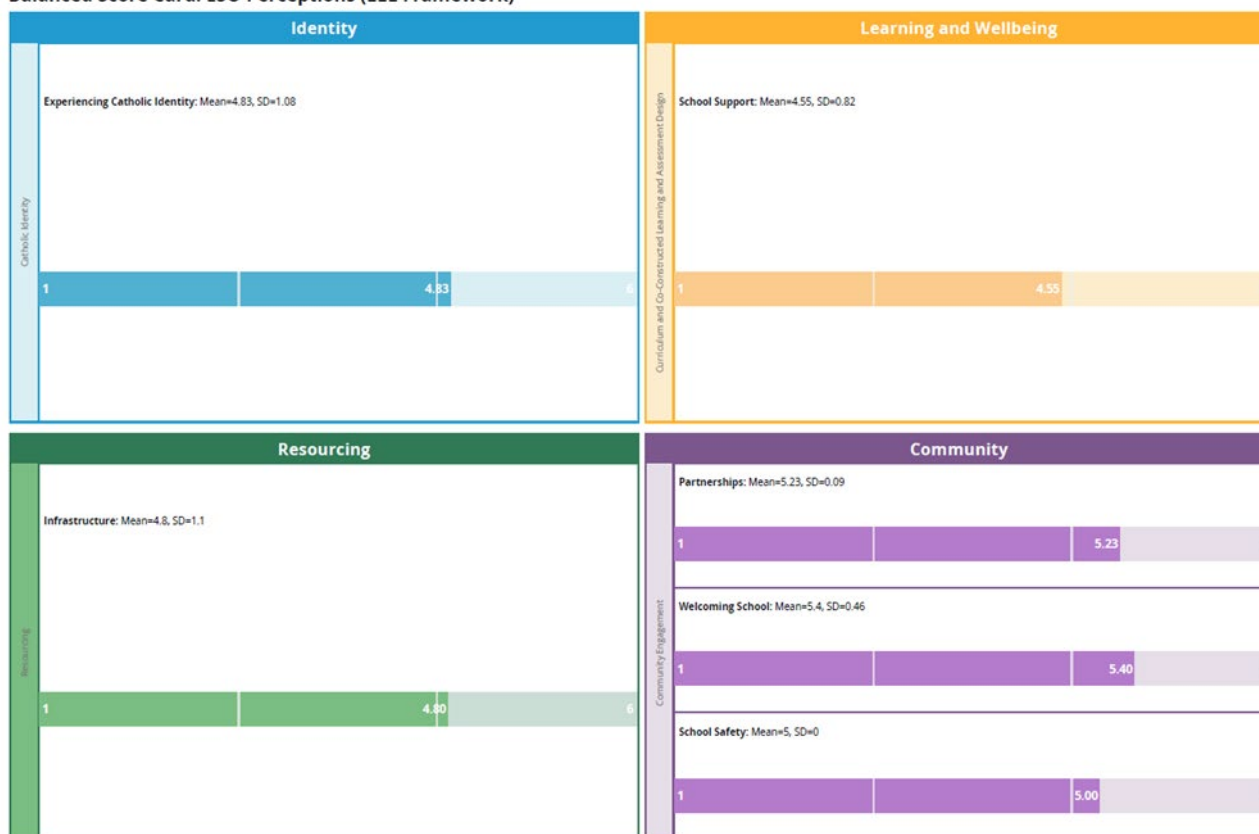 Identity
Catholic Identity
Experiencing Catholic Identity: Mean=4.83, SD=1.08
1 4.83 6
Learning and Wellbeing
Curriculum and Co-Constructed Learning and Assessment Design
School Support: Mean=4.55, SD=0.82
1 4.55
Resourcing
Resourcing
Infrastructure: Mean=4.8, SD=1.1
1 4.80 6
Community
Community Engagement
Partnerships: Mean=5.23, SD=0.09
1 5.23
Welcoming School: Mean=5.4, SD=0.46
1 5.40
School Safety: Mean=5, SD=0
1 5.00